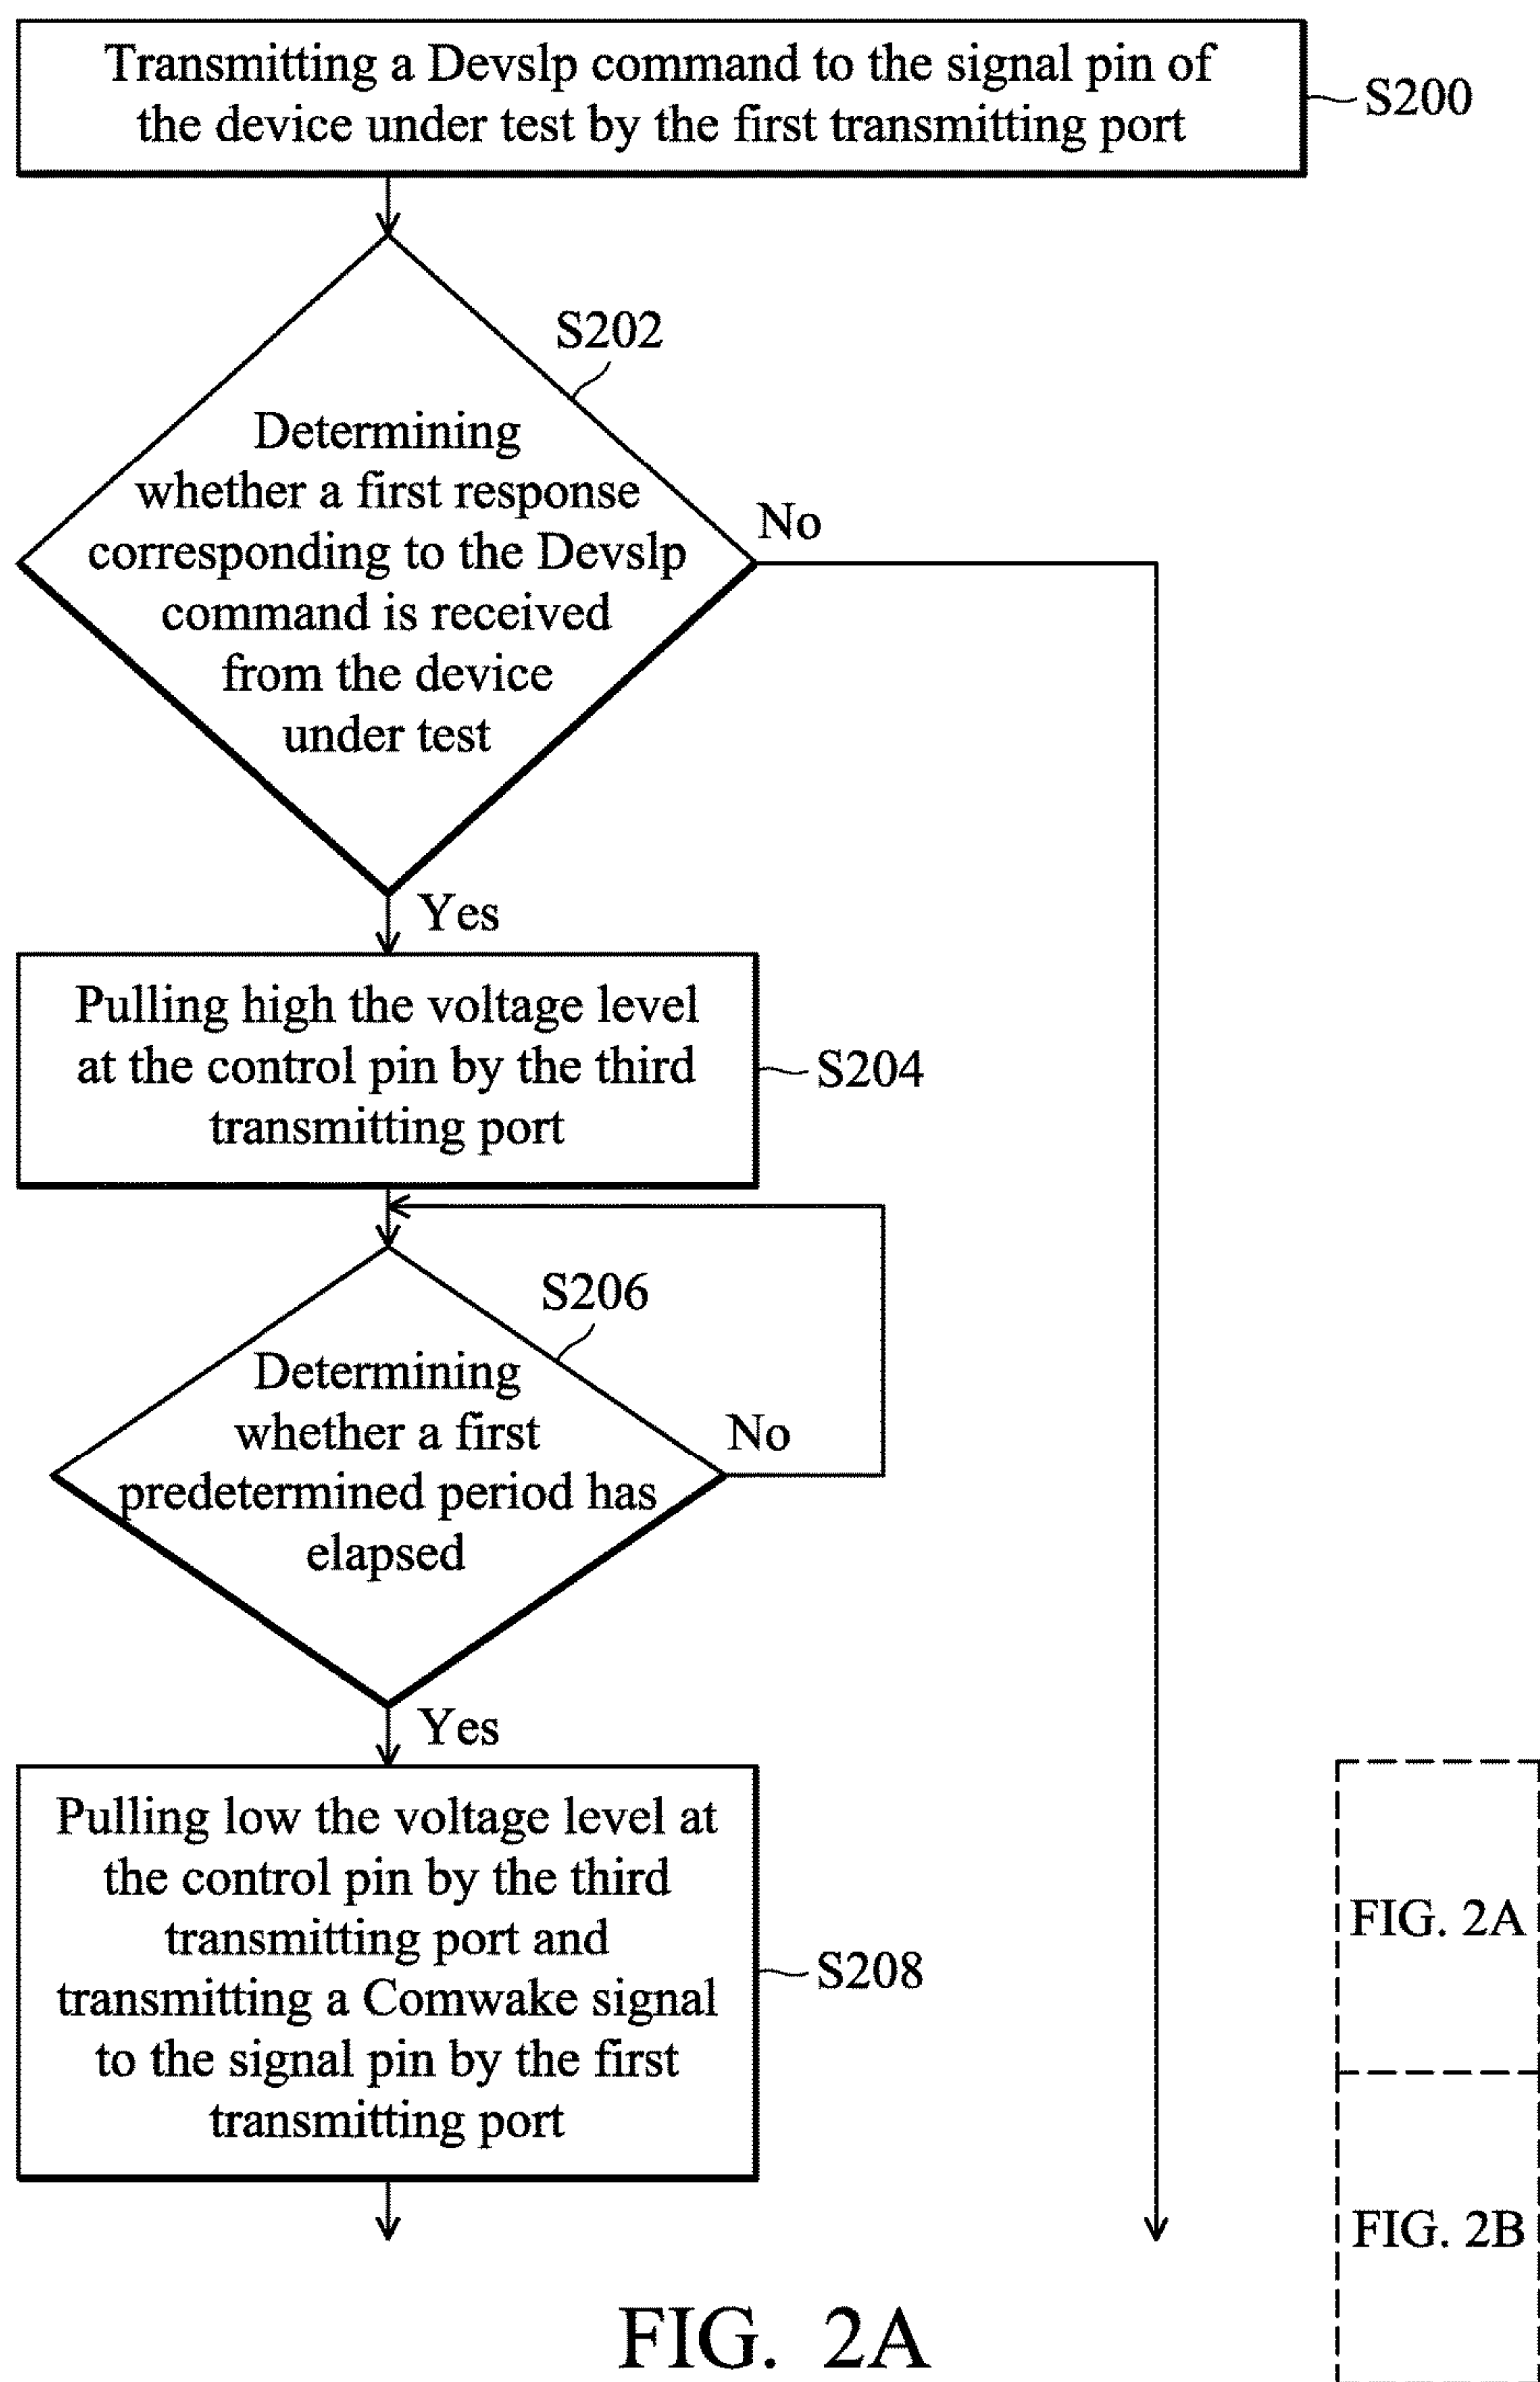 Transmitting a Devslp command to the signal pin of
the device under test by the first transmitting port
S200
S202
Determining
whether a first response
corresponding to the Devslp
command is received
from the device
under test
No
Yes
Pulling high the voltage level
at the control pin by the third
transmitting port
S204
S206
Determining
whether a first
predetermined period has
elapsed
No
Yes
Pulling low the voltage level at
the control pin by the third
transmitting port and
transmitting a Comwake signal
to the signal pin by the first
transmitting port
S208
FIG. 2A
FIG. 2B
FIG. 2A